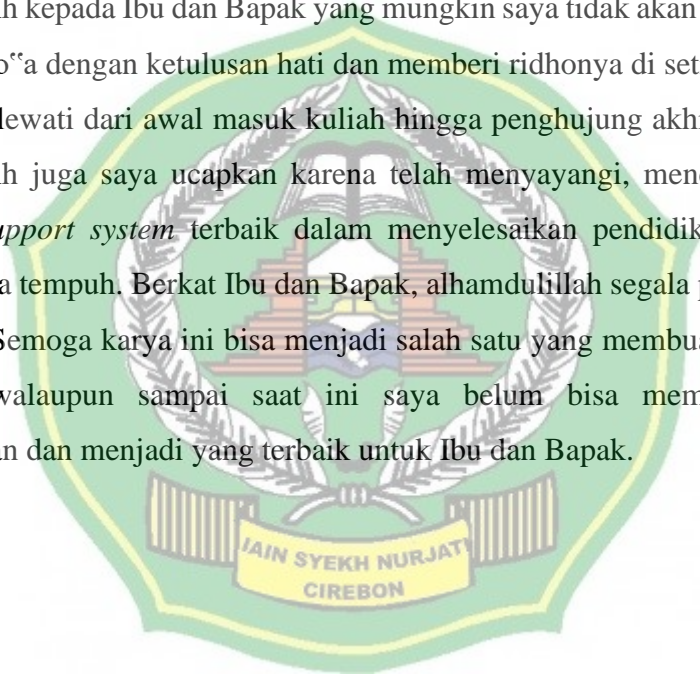 ih kepada Ibu dan Bapak yang mungkin saya tidak akan
o‟a dengan ketulusan hati dan memberi ridhonya di set
lewati dari awal masuk kuliah hingga penghujung akh
ih juga saya ucapkan karena telah menyayangi, men
upport system terbaik dalam menyelesaikan pendidik
a tempuh. Berkat Ibu dan Bapak, alhamdulillah segala
Semoga karya ini bisa menjadi salah satu yang membua
walaupun sampai saat ini saya belum bisa mem
an dan menjadi yang terbaik untuk Ibu dan Bapak.
IAIN SYEKH NURJATI
CIREBON